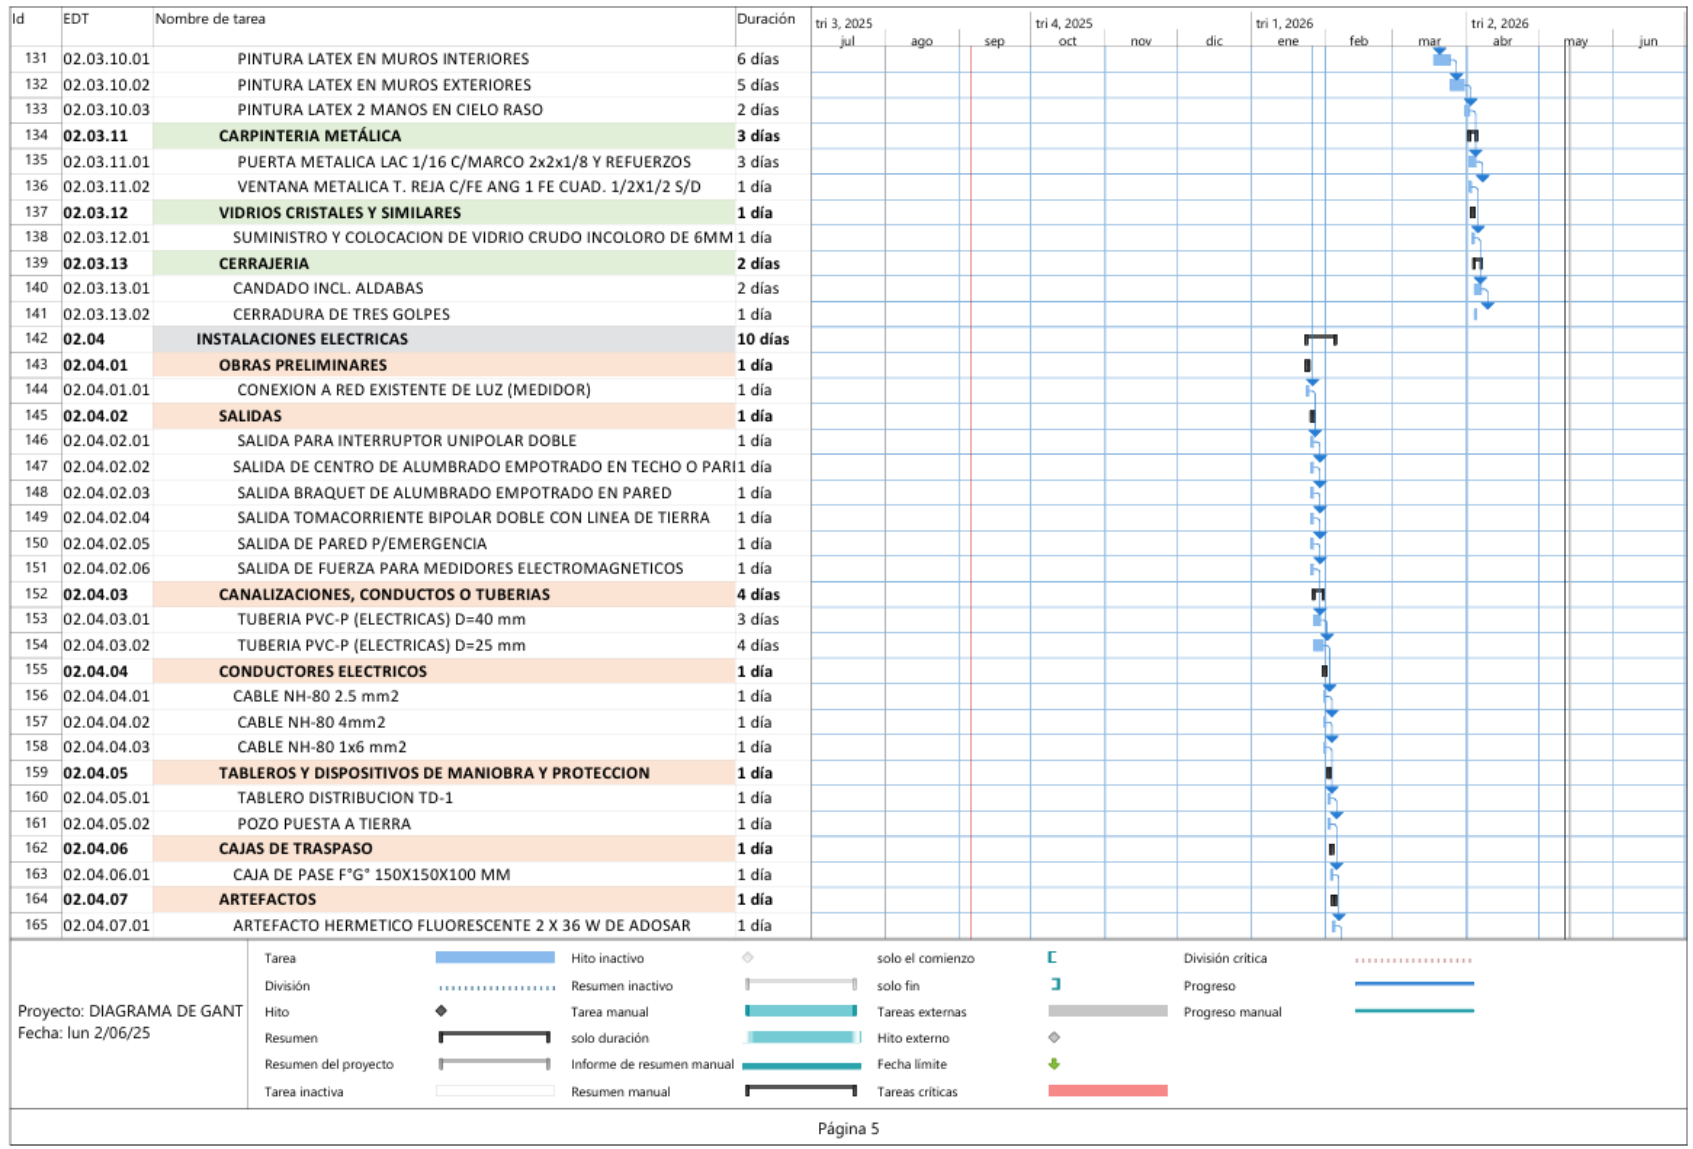 Id EDT Nombre de tarea Duración tri 3, 2025 tri 4, 2025 tri 1, 2026 tri 2, 2026
jul ago sep oct nov dic ene feb mar abr may jun
131 02.03.10.01 PINTURA LATEX EN MUROS INTERIORES 6 días
132 02.03.10.02 PINTURA LATEX EN MUROS EXTERIORES 5 días
133 02.03.10.03 PINTURA LATEX 2 MANOS EN CIELO RASO 2 días
134 02.03.11 CARPINTERIA METÁLICA 3 días
135 02.03.11.01 PUERTA METALICA LAC 1/16 C/MARCO 2x2x1/8 Y REFUERZOS 3 días
136 02.03.11.02 VENTANA METALICA T. REJA C/FE ANG 1 FE CUAD. 1/2X1/2 S/D 1 día
137 02.03.12 VIDRIOS CRISTALES Y SIMILARES 1 día
138 02.03.12.01 SUMINISTRO Y COLOCACION DE VIDRIO CRUDO INCOLORO DE 6MM 1 día
139 02.03.13 CERRAJERIA 2 días
140 02.03.13.01 CANDADO INCL. ALDABAS 2 días
141 02.03.13.02 CERRADURA DE TRES GOLPES 1 día
142 02.04 INSTALACIONES ELECTRICAS 10 días
143 02.04.01 OBRAS PRELIMINARES 1 día
144 02.04.01.01 CONEXION A RED EXISTENTE DE LUZ (MEDIDOR) 1 día
145 02.04.02 SALIDAS 1 día
146 02.04.02.01 SALIDA PARA INTERRUPTOR UNIPOLAR DOBLE 1 día
147 02.04.02.02 SALIDA DE CENTRO DE ALUMBRADO EMPOTRADO EN TECHO O PARI 1 día
148 02.04.02.03 SALIDA BRAQUET DE ALUMBRADO EMPOTRADO EN PARED 1 día
149 02.04.02.04 SALIDA TOMACORRIENTE BIPOLAR DOBLE CON LINEA DE TIERRA 1 día
150 02.04.02.05 SALIDA DE PARED P/EMERGENCIA 1 día
151 02.04.02.06 SALIDA DE FUERZA PARA MEDIDORES ELECTROMAGNETICOS 1 día
152 02.04.03 CANALIZACIONES, CONDUCTOS O TUBERIAS 4 días
153 02.04.03.01 TUBERIA PVC-P (ELECTRICAS) D=40 mm 3 días
154 02.04.03.02 TUBERIA PVC-P (ELECTRICAS) D=25 mm 4 días
155 02.04.04 CONDUCTORES ELECTRICOS 1 día
156 02.04.04.01 CABLE NH-80 2.5 mm2 1 día
157 02.04.04.02 CABLE NH-80 4mm2 1 día
158 02.04.04.03 CABLE NH-80 1x6 mm2 1 día
159 02.04.05 TABLEROS Y DISPOSITIVOS DE MANIOBRA Y PROTECCION 1 día
160 02.04.05.01 TABLERO DISTRIBUCION TD-1 1 día
161 02.04.05.02 POZO PUESTA A TIERRA 1 día
162 02.04.06 CAJAS DE TRASPASO 1 día
163 02.04.06.01 CAJA DE PASE F°G° 150X150X100 MM 1 día
164 02.04.07 ARTEFACTOS 1 día
165 02.04.07.01 ARTEFACTO HERMETICO FLUORESCENTE 2 X 36 W DE ADOSAR 1 día
Proyecto: DIAGRAMA DE GANT
Fecha: lun 2/06/25
Tarea Hito inactivo solo el comienzo División crítica
División Resumen inactivo solo fin Progreso
Hito Tarea manual Tareas externas Progreso manual
Resumen solo duración Hito externo
Resumen del proyecto Informe de resumen manual Fecha límite
Tarea inactiva Resumen manual Tareas críticas
Página 5